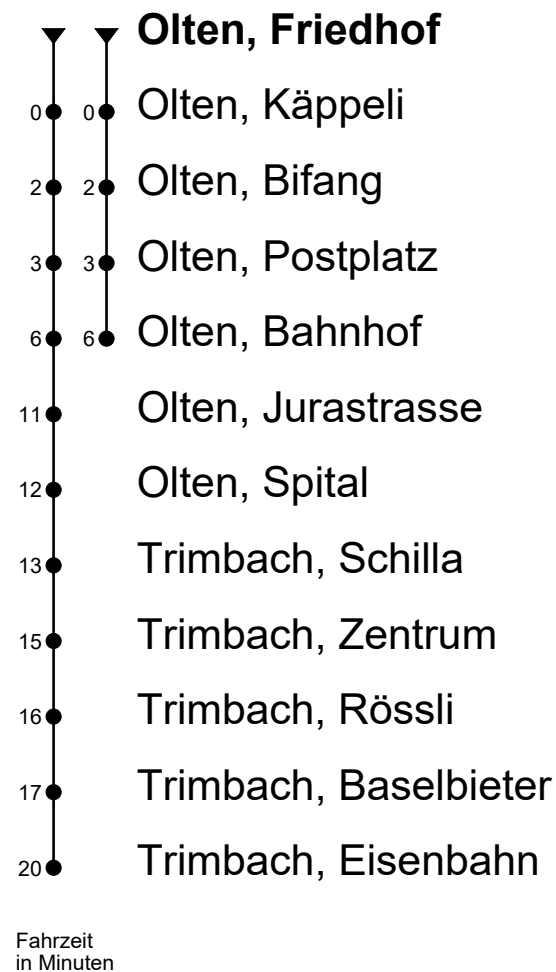 Olten, Friedhof
0 0 Olten, Käppeli
2 2 Olten, Bifang
3 3 Olten, Postplatz
6 6 Olten, Bahnhof
11 Olten, Jurastrasse
12 Olten, Spital
13 Trimbach, Schilla
15 Trimbach, Zentrum
16 Trimbach, Rössli
17 Trimbach, Baselbieter
20 Trimbach, Eisenbahn
Fahrzeit
in Minuten